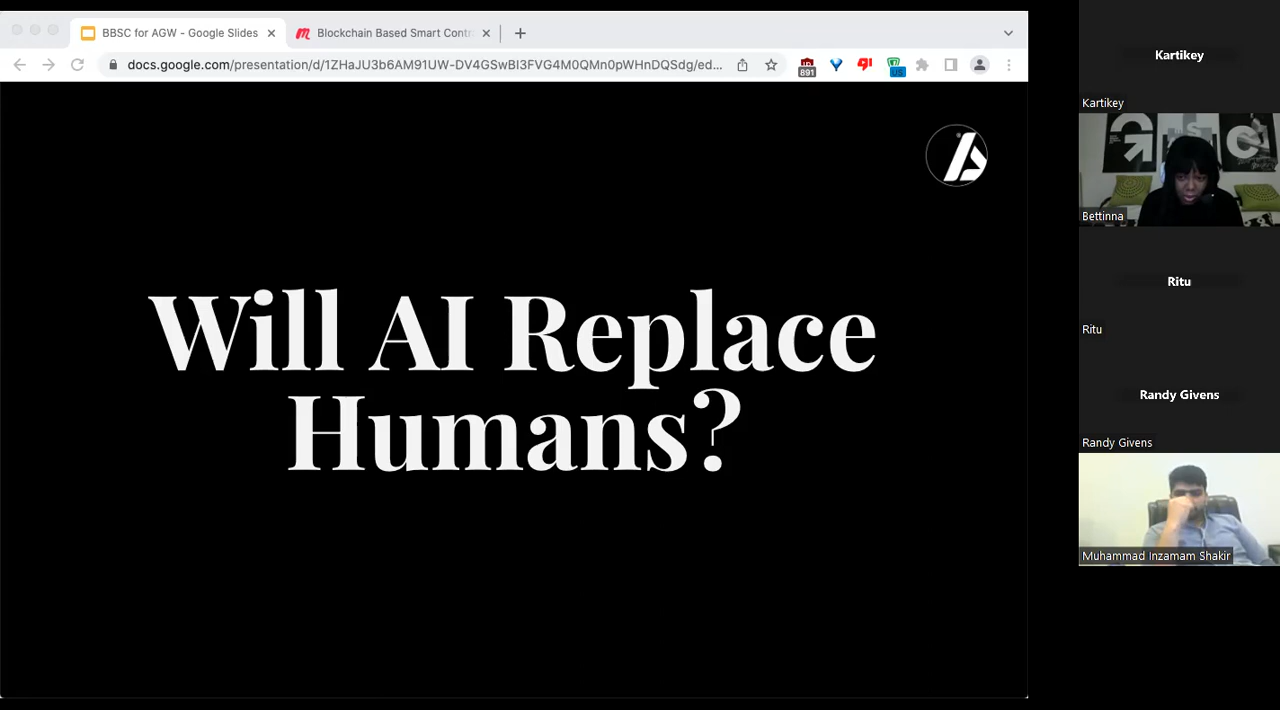 BBSC for AGW - Google Slides
Blockchain Based Smart Contr
docs.google.com/presentation/d/1ZHaJU3b6AM91UW-DV4GSwBI3FVG4M0QMn0pWHnDQSdg/ed...
891
US
Will AI Replace
Humans?
Kartikey
Kartikey
Bettinna
Ritu
Ritu
Randy Givens
Randy Givens
Muhammad Inzamam Shakir